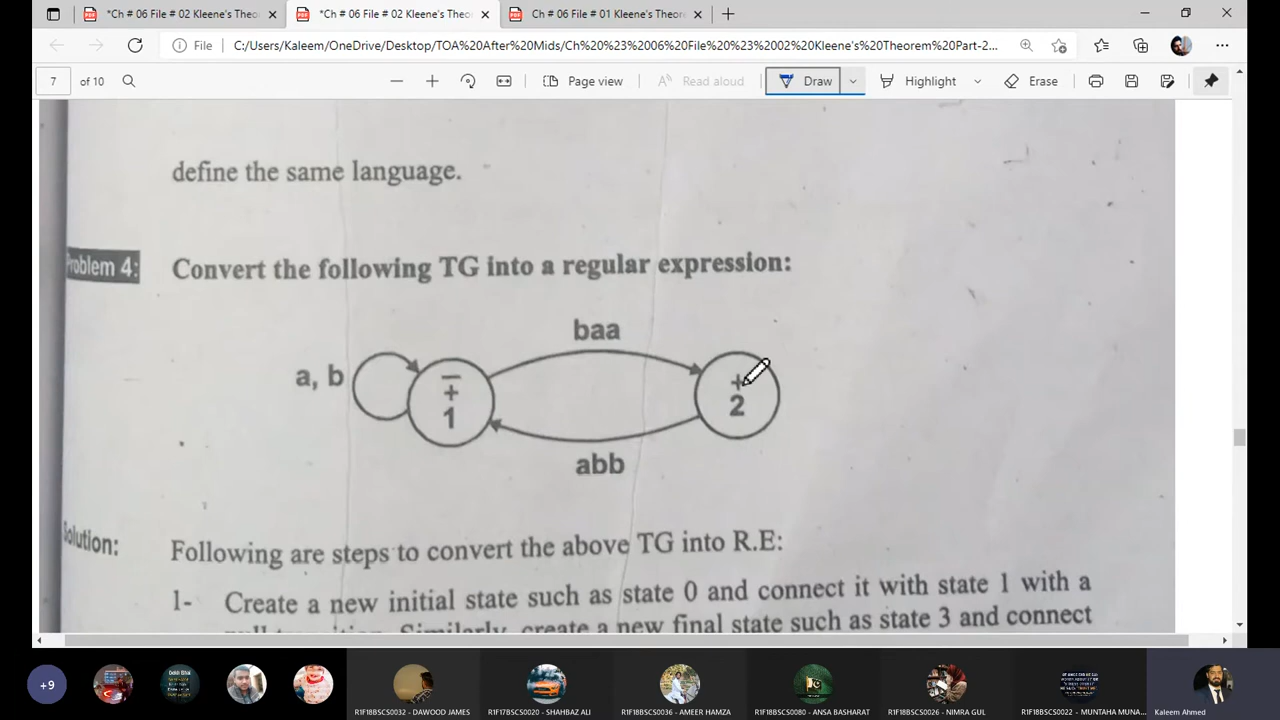 *Ch # 06 File # 02 Kleene's Theo
*Ch # 06 File # 02 Kleene's Theor
Ch # 06 File # 01 Kleene's Theor
File
C:/Users/Kaleem/OneDrive/Desktop/TOA%20After%20Mids/Ch%20%23%2006%20File%20%23%2002%20Kleene's%20Theorem%20Part-2...
7 of 10
Page view
Read aloud
Draw
Highlight
Erase
define the same language.
Problem 4: Convert the following TG into a regular expression:
baa
a, b
− + 1
+ 2
abb
Solution: Following are steps to convert the above TG into R.E:
1- Create a new initial state such as state 0 and connect it with state 1 with a
null transition. Similarly, create a new final state such as state 3 and connect
+9
R1F18BSCS0032 - DAWOOD JAMES
R1F17BSCS0020 - SHAHBAZ ALI
R1F18BSCS0036 - AMEER HAMZA
R1F18BSCS0080 - ANSA BASHARAT
R1F18BSCS0026 - NIMRA GUL
R1F18BSCS0022 - MUNTAHA MUNA...
Kaleem Ahmed